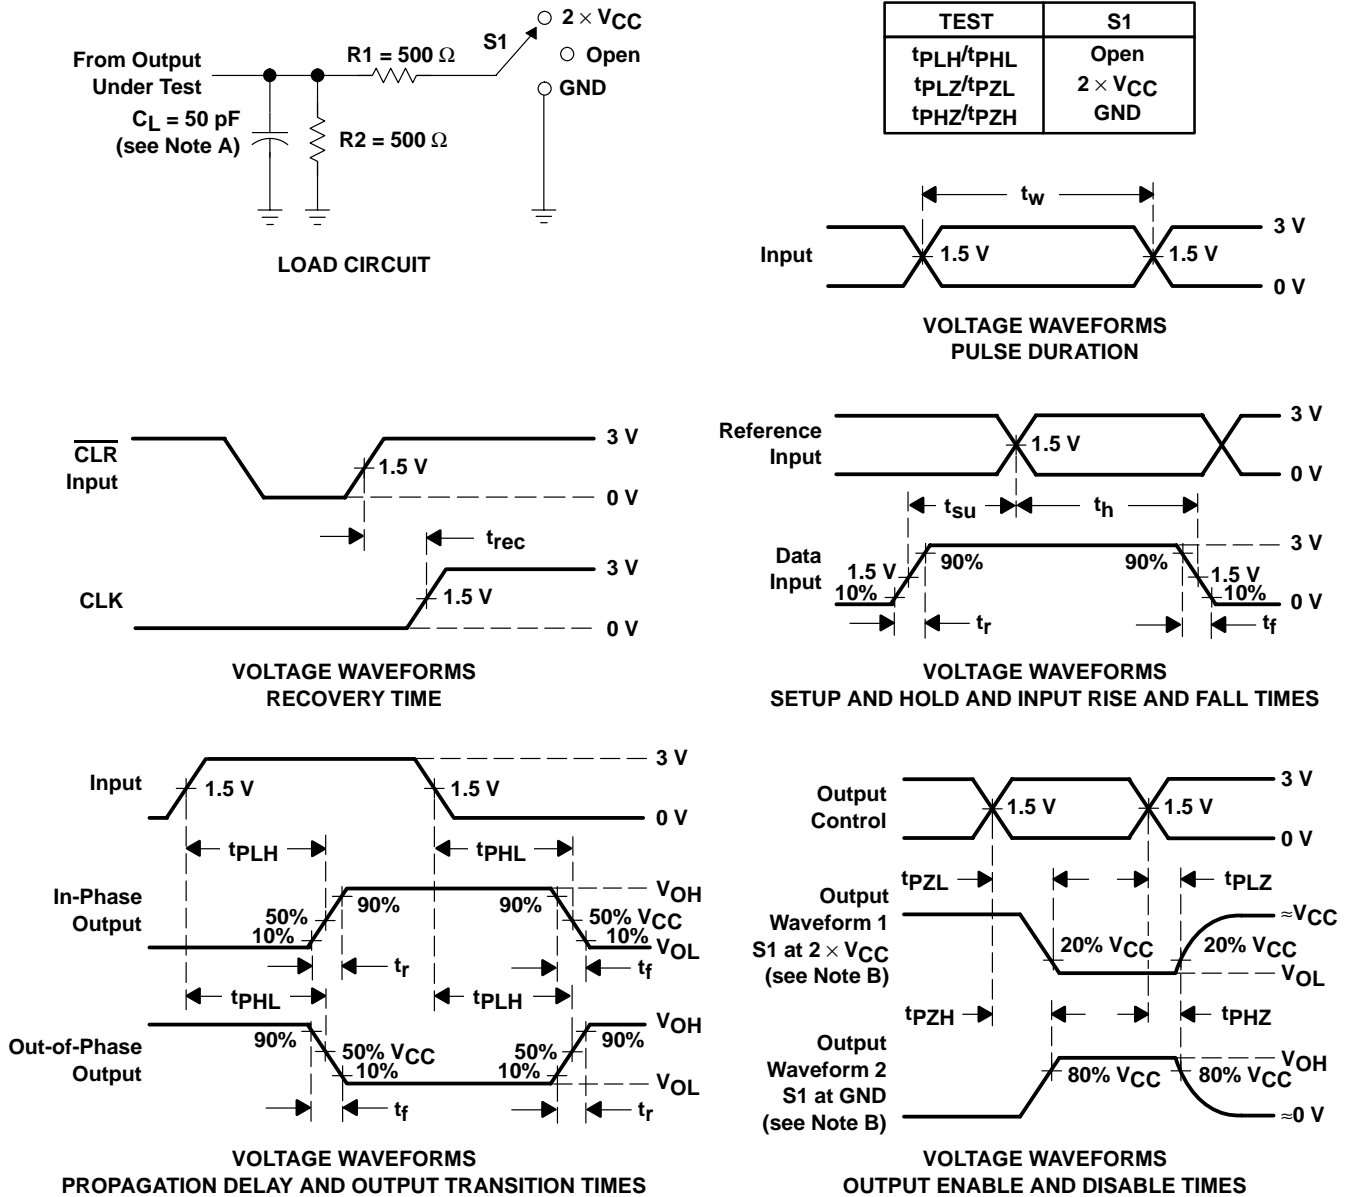 From Output
Under Test
C_L = 50 pF
(see Note A)
R1 = 500 Ω
R2 = 500 Ω
S1
2 × V_CC
Open
GND
LOAD CIRCUIT
TEST S1
t_PLH/t_PHL Open
t_PLZ/t_PZL 2 × V_CC
t_PHZ/t_PZH GND
t_w
Input
1.5 V
1.5 V
3 V
0 V
VOLTAGE WAVEFORMS
PULSE DURATION
C̅L̅R̅
Input
1.5 V
3 V
0 V
t_rec
CLK
1.5 V
3 V
0 V
VOLTAGE WAVEFORMS
RECOVERY TIME
Reference
Input
1.5 V
3 V
0 V
t_su
t_h
Data
Input
1.5 V
10%
90%
90%
1.5 V
10%
3 V
0 V
t_r
t_f
VOLTAGE WAVEFORMS
SETUP AND HOLD AND INPUT RISE AND FALL TIMES
Input
1.5 V
1.5 V
3 V
0 V
t_PLH
t_PHL
In-Phase
Output
50%
10%
90%
90%
50% V_CC
10%
V_OH
V_OL
t_r
t_f
t_PHL
t_PLH
Out-of-Phase
Output
90%
50% V_CC
10%
50%
10%
90%
V_OH
V_OL
t_f
t_r
VOLTAGE WAVEFORMS
PROPAGATION DELAY AND OUTPUT TRANSITION TIMES
Output
Control
1.5 V
1.5 V
3 V
0 V
t_PZL
t_PLZ
Output
Waveform 1
S1 at 2 × V_CC
(see Note B)
20% V_CC
20% V_CC
≈V_CC
V_OL
t_PZH
t_PHZ
Output
Waveform 2
S1 at GND
(see Note B)
80% V_CC
80% V_CC
V_OH
≈0 V
VOLTAGE WAVEFORMS
OUTPUT ENABLE AND DISABLE TIMES